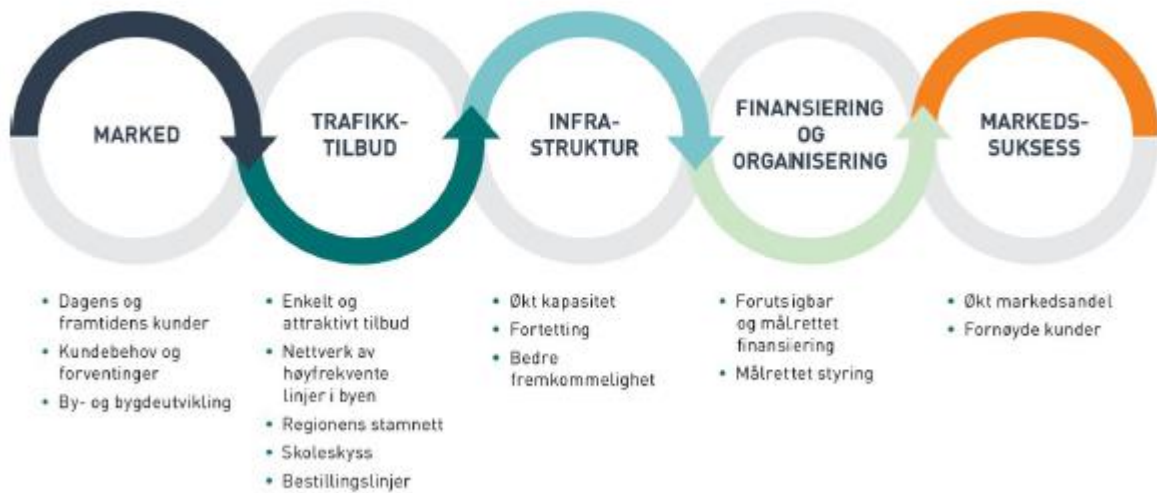 MARKED
TRAFIKK-
TILBUD
INFRA-
STRUKTUR
FINANSIERING
OG
ORGANISERING
MARKEDS-
SUKSESS
• Dagens og
framtidens kunder
• Kundebehov og
forventinger
• By- og bygdeutvikling
• Enkelt og
attraktivt tilbud
• Nettverk av
høyfrekvente
linjer i byen
• Regionens stamnett
• Skoleskyss
• Bestillingslinjer
• Økt kapasitet
• Fortetting
• Bedre
fremkommelighet
• Forutsigbar
og målrettet
finansiering
• Målrettet styring
• Økt markedsandel
• Fornøyde kunder